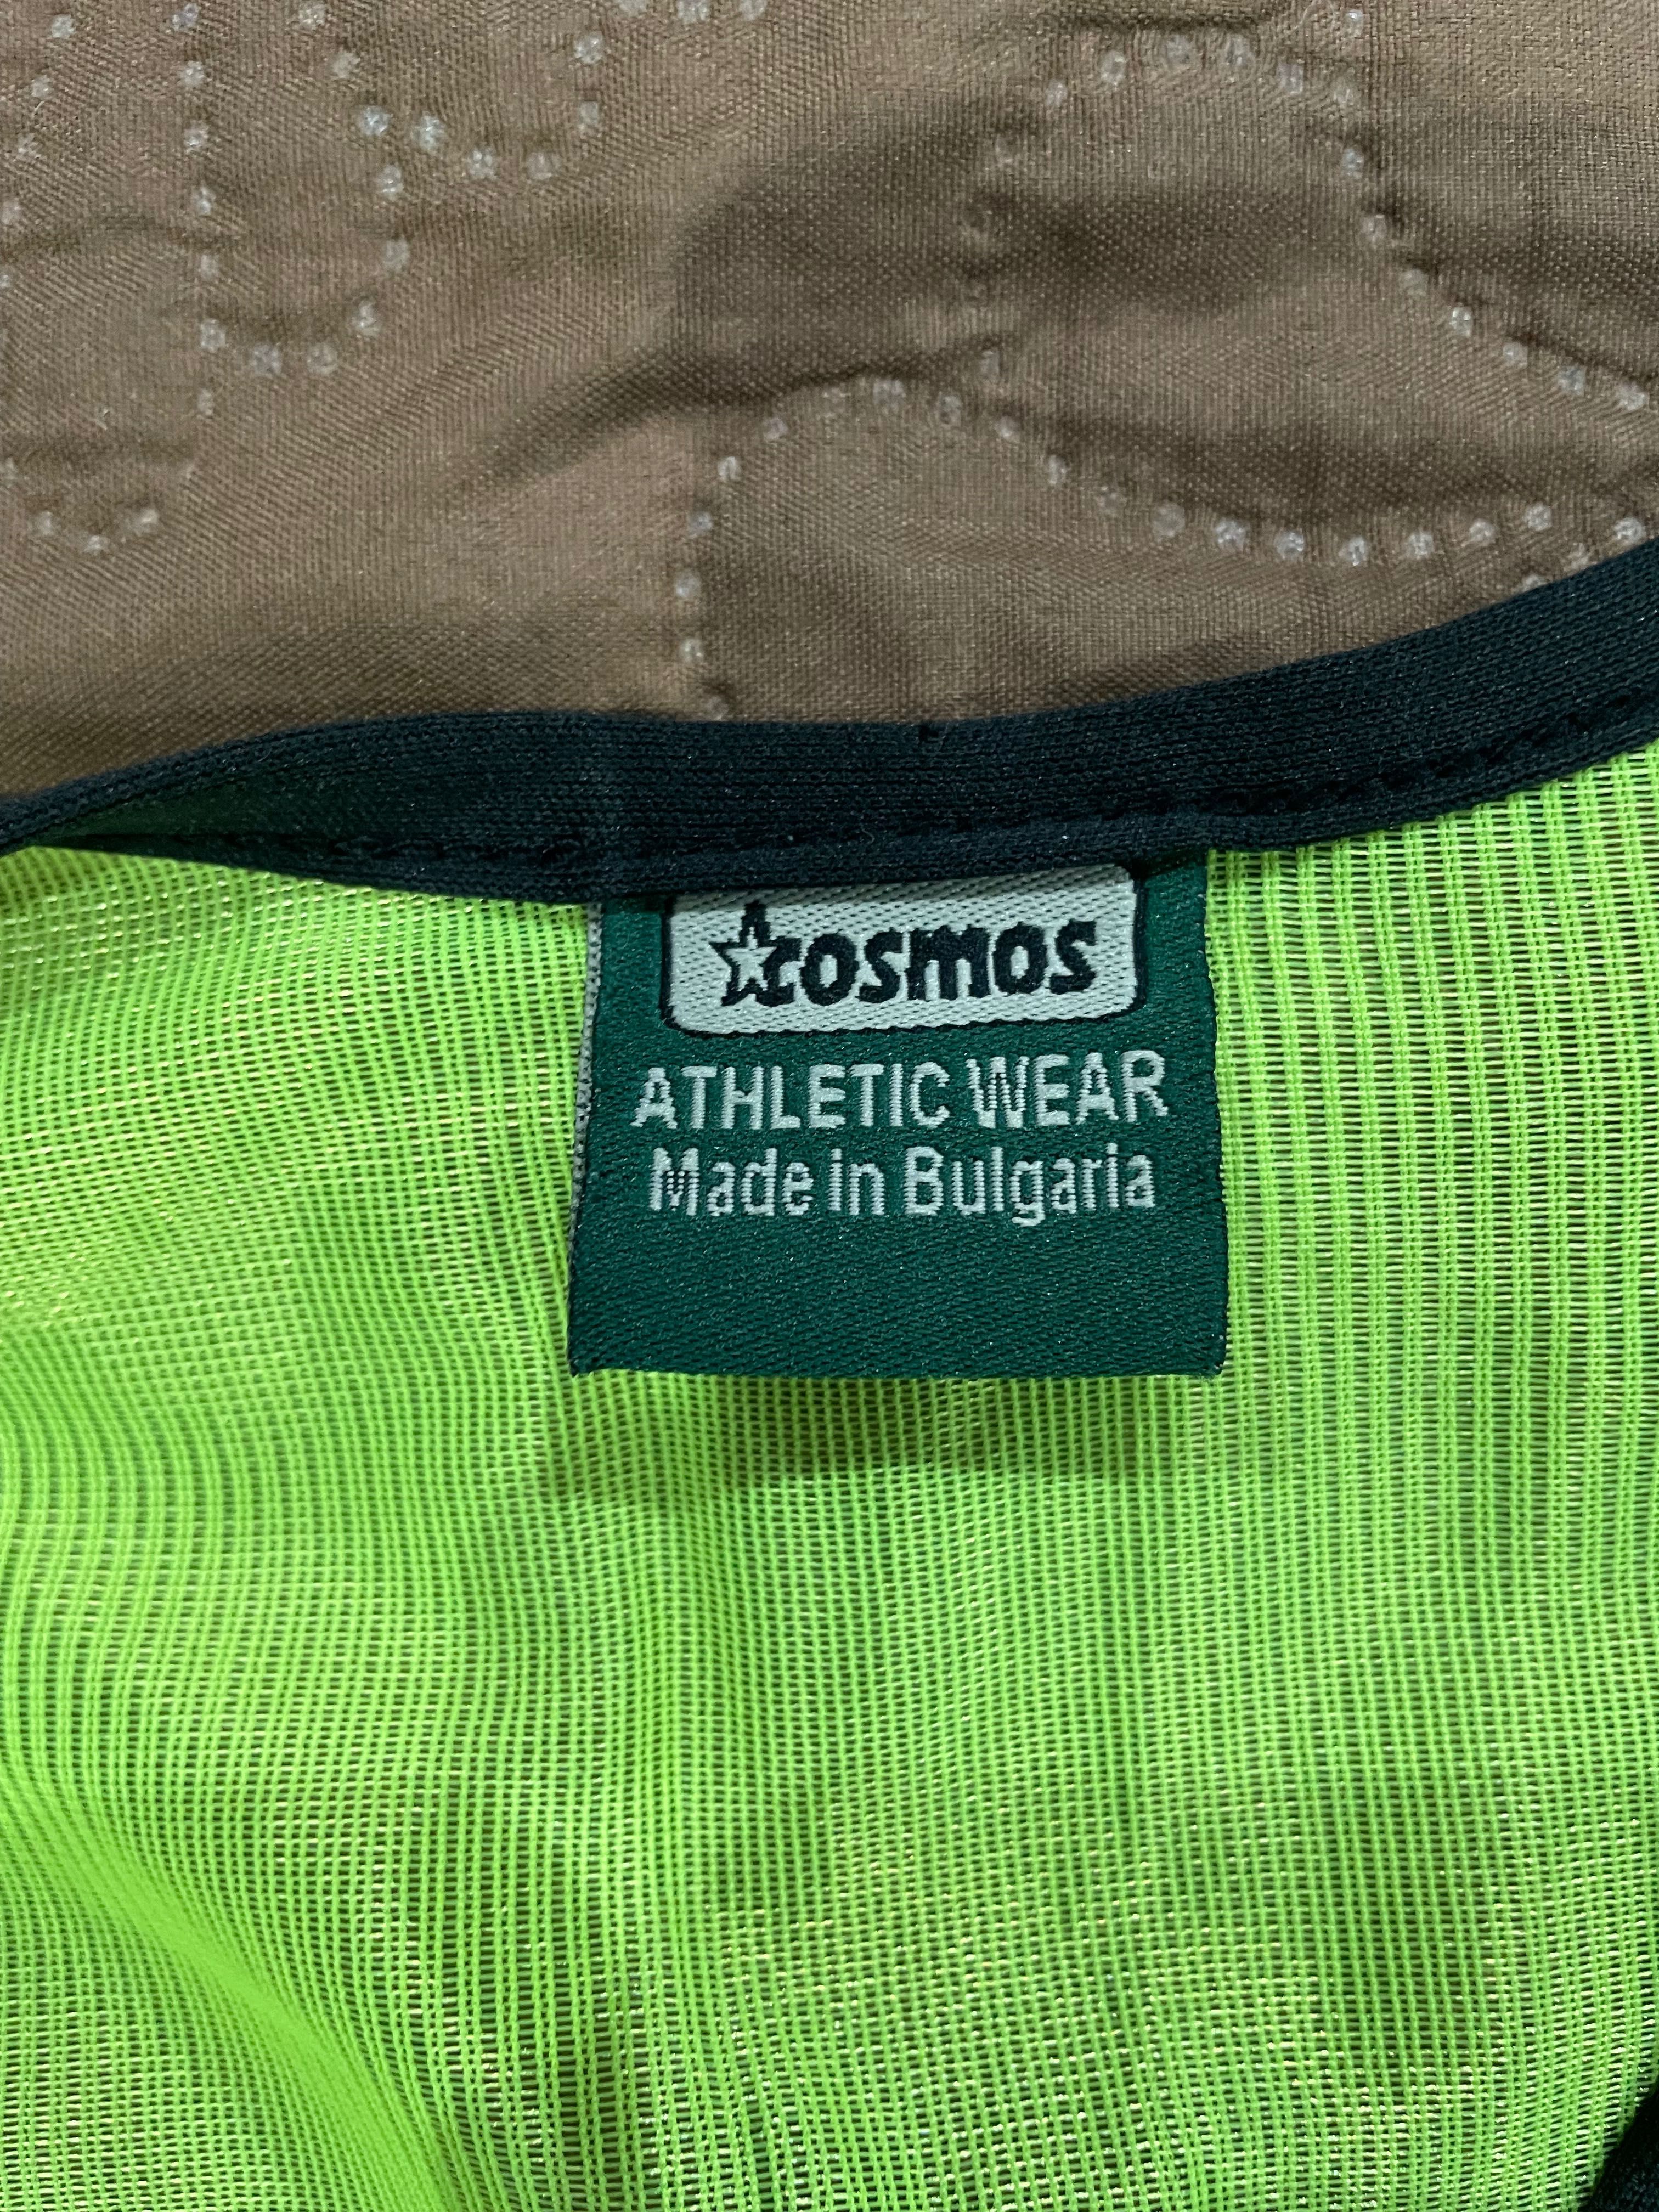 cosmos
ATHLETIC WEAR
Made in Bulgaria